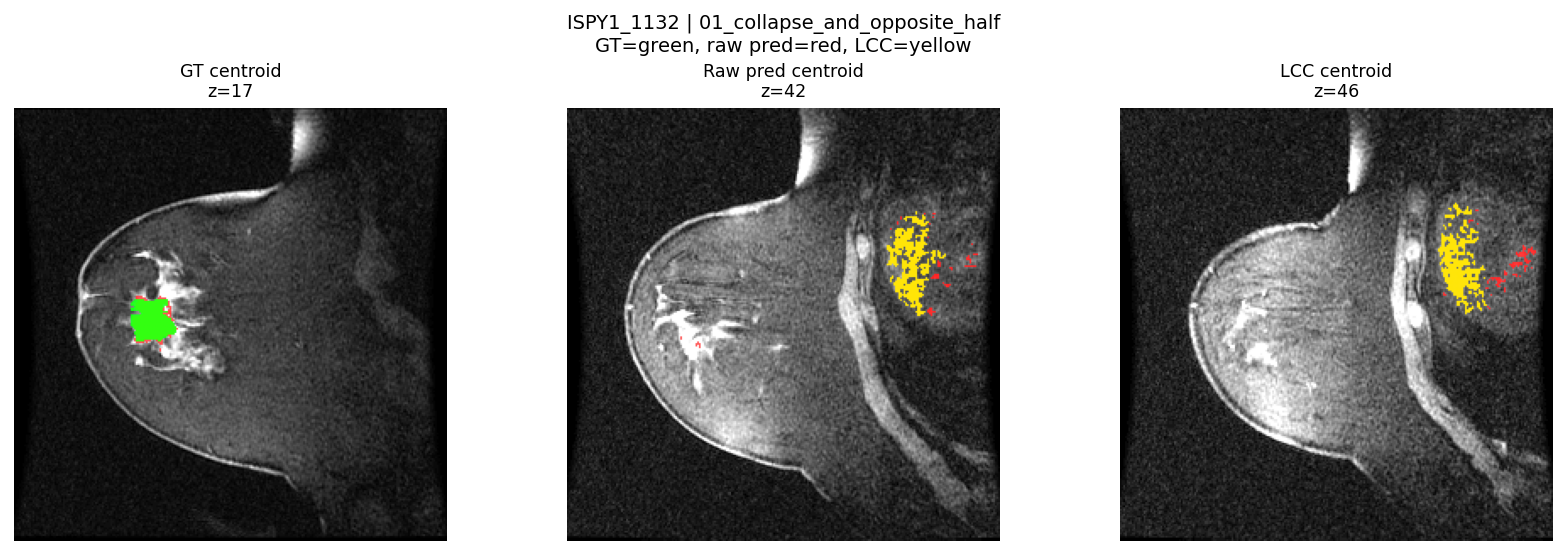 ISPY1_1132 | 01_collapse_and_opposite_half
GT=green, raw pred=red, LCC=yellow
GT centroid
z=17
Raw pred centroid
z=42
LCC centroid
z=46